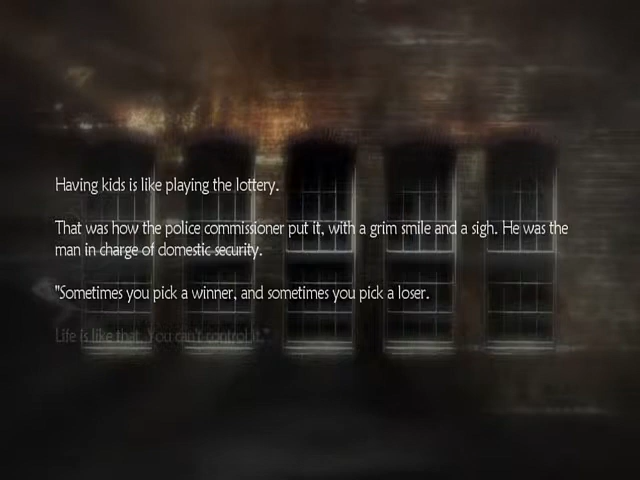 Having kids is like playing the lottery.
That was how the police commissioner put it, with a grim smile and a sigh. He was the
man in charge of domestic security.
"Sometimes you pick a winner, and sometimes you pick a loser.
Life is like that. You can't control it."